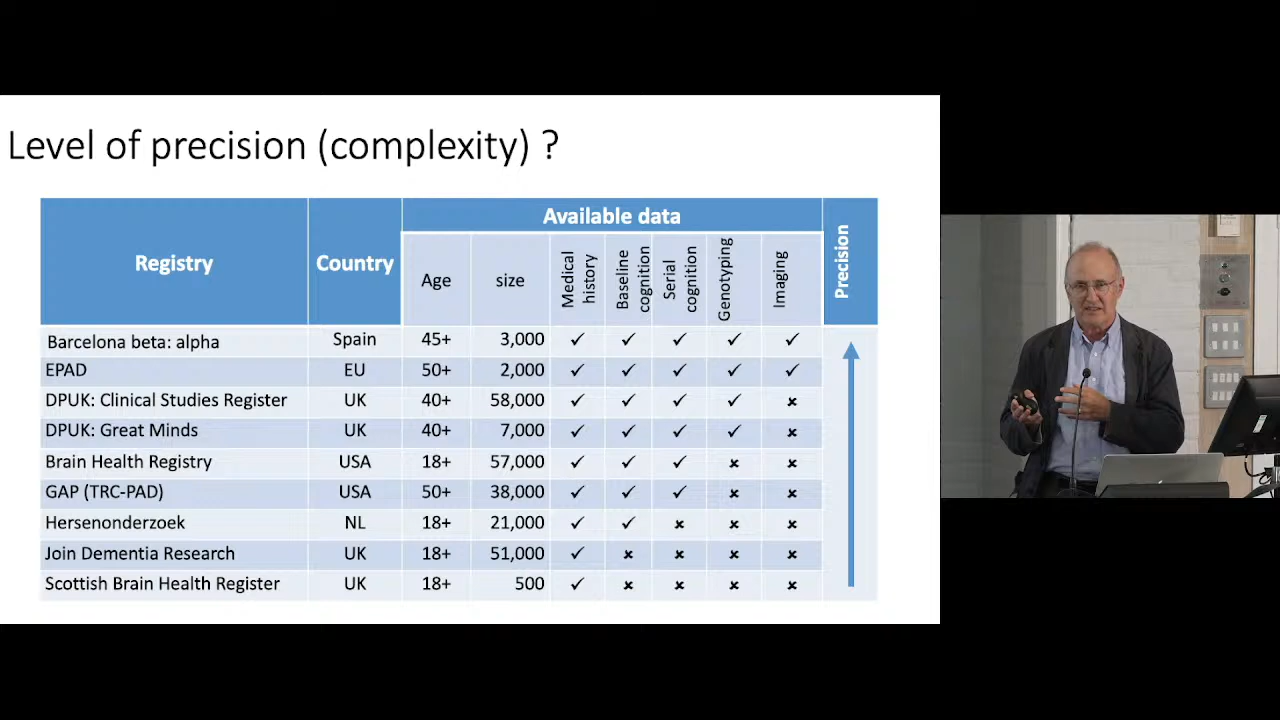 Level of precision (complexity) ?
Registry Country Available data Precision
Age size Medical history Baseline cognition Serial cognition Genotyping Imaging
Barcelona beta: alpha Spain 45+ 3,000 ✓ ✓ ✓ ✓ ✓
EPAD EU 50+ 2,000 ✓ ✓ ✓ ✓ ✓
DPUK: Clinical Studies Register UK 40+ 58,000 ✓ ✓ ✓ ✓ ×
DPUK: Great Minds UK 40+ 7,000 ✓ ✓ ✓ ✓ ×
Brain Health Registry USA 18+ 57,000 ✓ ✓ ✓ × ×
GAP (TRC-PAD) USA 50+ 38,000 ✓ ✓ ✓ × ×
Hersenonderzoek NL 18+ 21,000 ✓ ✓ × × ×
Join Dementia Research UK 18+ 51,000 ✓ × × × ×
Scottish Brain Health Register UK 18+ 500 ✓ × × × ×